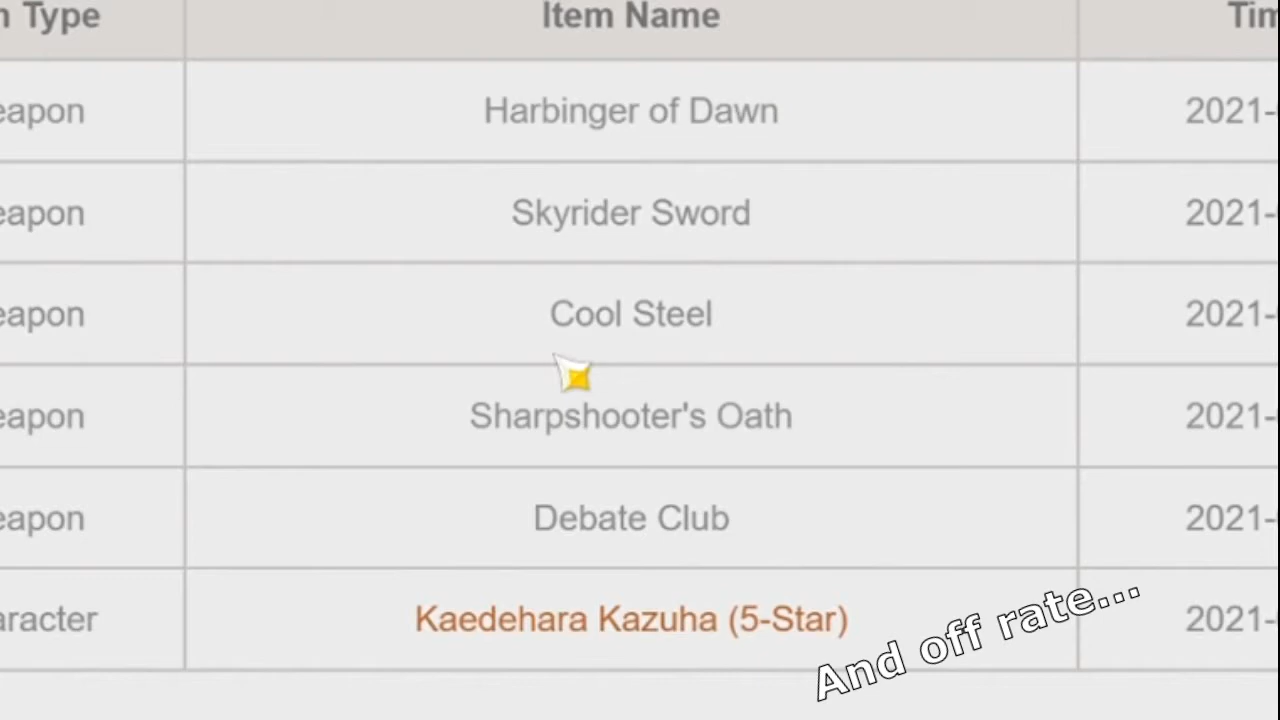 n Type Item Name Tim
eapon Harbinger of Dawn 2021-
eapon Skyrider Sword 2021-
eapon Cool Steel 2021-
eapon Sharpshooter's Oath 2021-
eapon Debate Club 2021-
aracter Kaedehara Kazuha (5-Star) 2021-
And off rate...